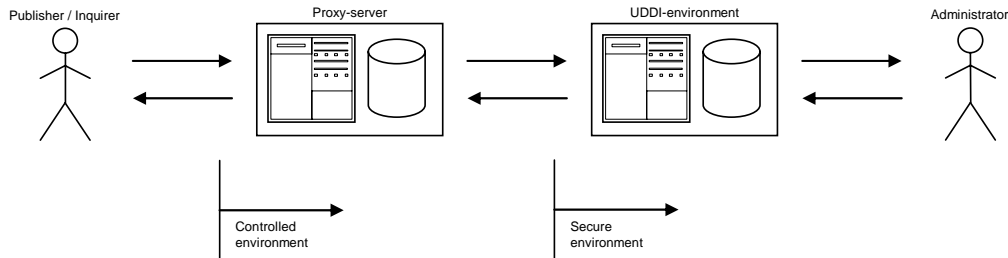 Publisher / Inquirer
Proxy-server
UDDI-environment
Administrator
Controlled
environment
Secure
environment